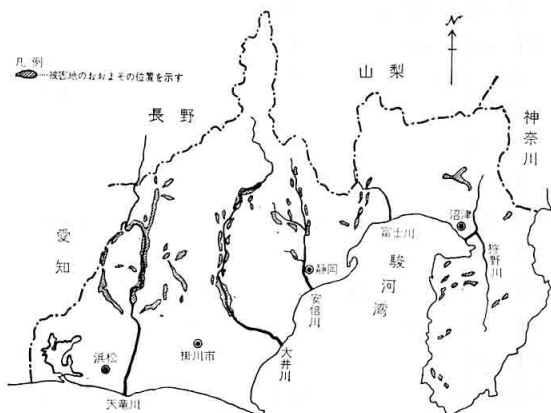 凡例
被害地のおおよその位置を示す
N
山梨
長野
神奈川
愛知
沼津
富士川
狩野川
静岡
駿河湾
安倍川
浜松
掛川市
大井川
天竜川